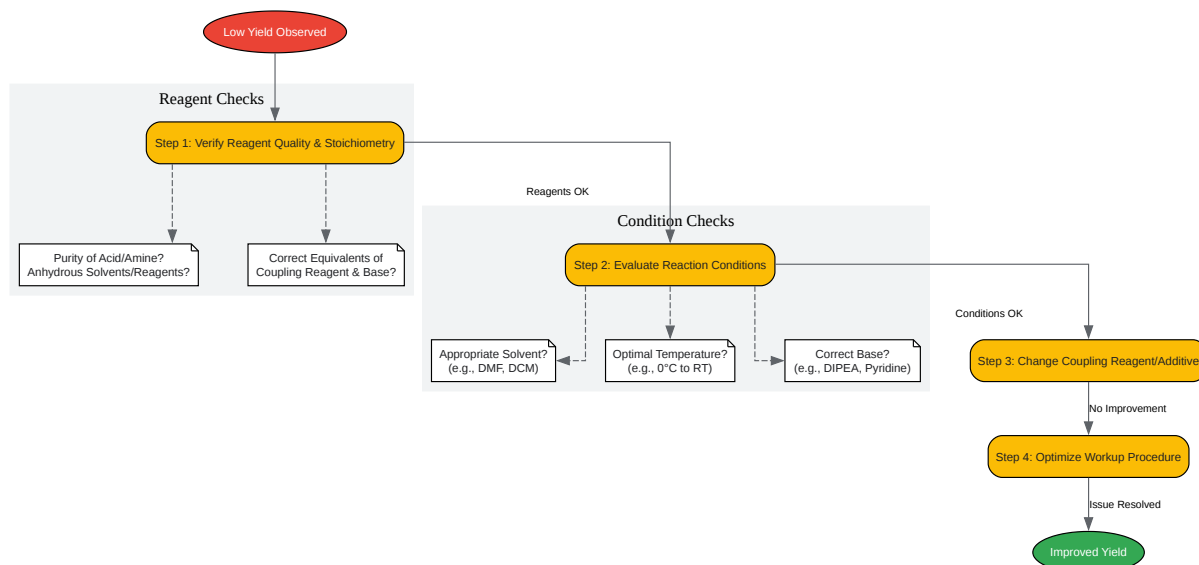 Low Yield Observed
Reagent Checks
Step 1: Verify Reagent Quality & Stoichiometry
Reagents OK
Purity of Acid/Amine?
Anhydrous Solvents/Reagents?
Correct Equivalents of
Coupling Reagent & Base?
Condition Checks
Step 2: Evaluate Reaction Conditions
Conditions OK
Appropriate Solvent?
(e.g., DMF, DCM)
Optimal Temperature?
(e.g., 0°C to RT)
Correct Base?
(e.g., DIPEA, Pyridine)
Step 3: Change Coupling Reagent/Additive
No Improvement
Step 4: Optimize Workup Procedure
Issue Resolved
Improved Yield